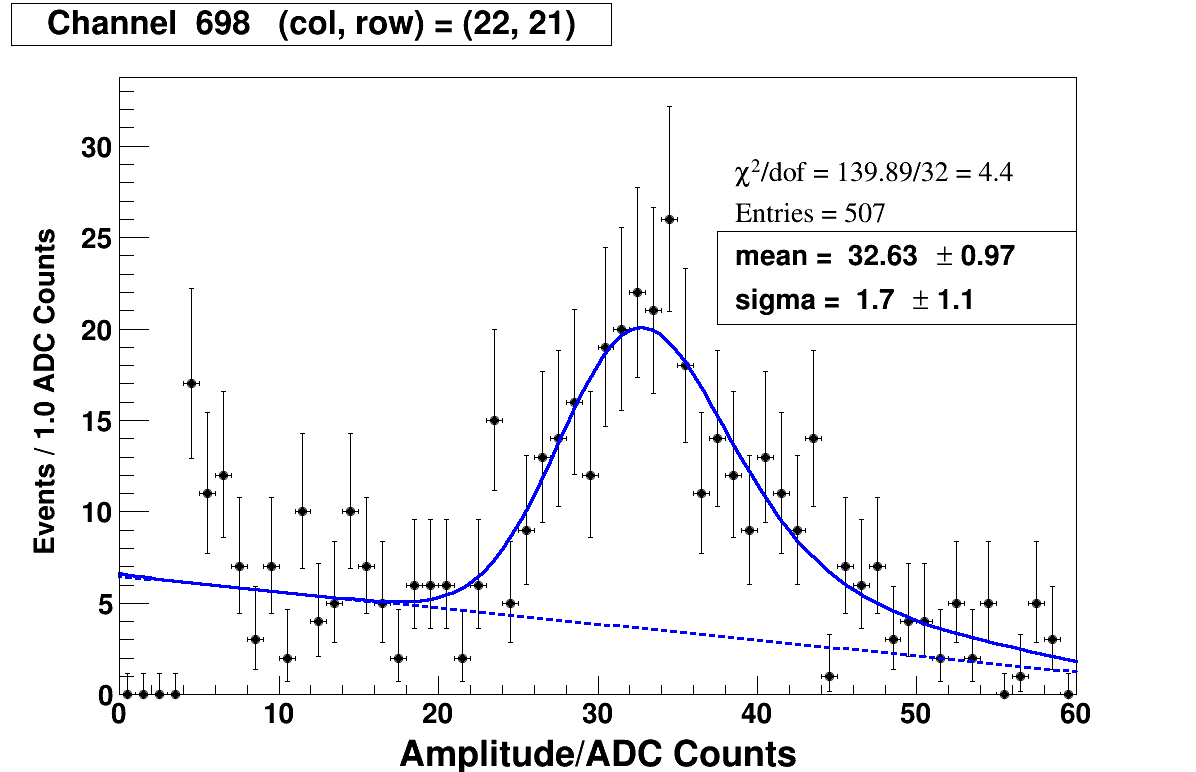 Channel 698 (col, row) = (22, 21)
χ²/dof = 139.89/32 = 4.4
Entries = 507
mean = 32.63 ± 0.97
sigma = 1.7 ± 1.1
Events / 1.0 ADC Counts
30
25
20
15
10
5
0
0 10 20 30 40 50 60
Amplitude/ADC Counts